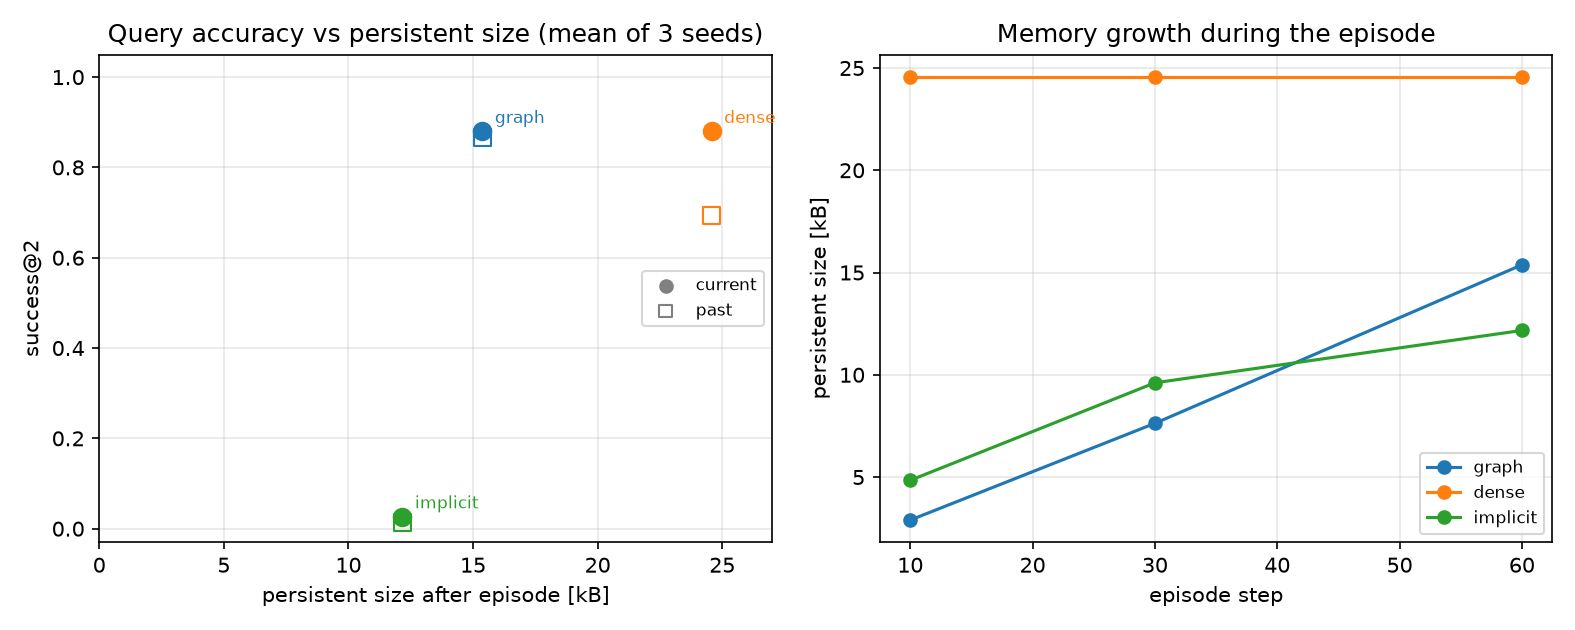 Query accuracy vs persistent size (mean of 3 seeds)
success@2
1.0
0.8
0.6
0.4
0.2
0.0
graph
dense
implicit
current
past
0 5 10 15 20 25
persistent size after episode [kB]
Memory growth during the episode
persistent size [kB]
25
20
15
10
5
graph
dense
implicit
10 20 30 40 50 60
episode step